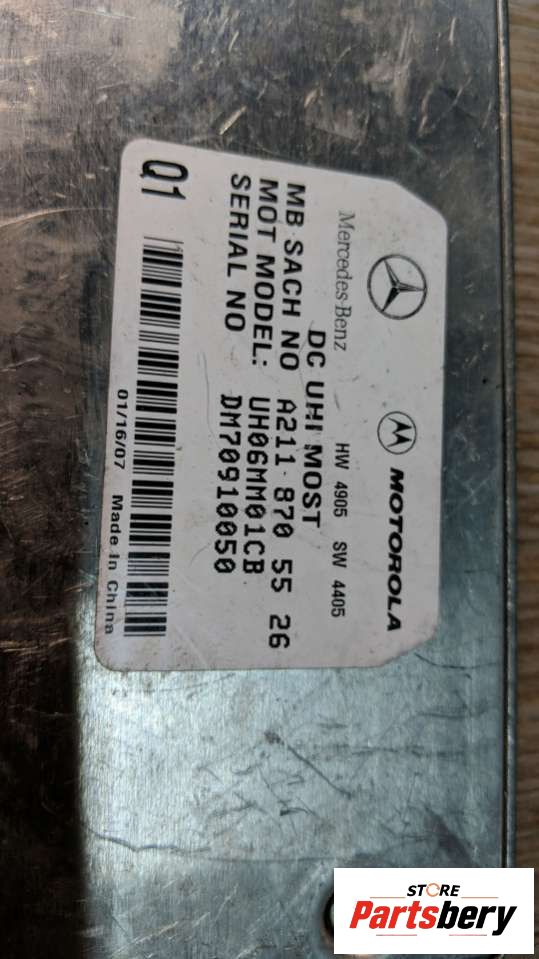 MOTOROLA
Mercedes-Benz HW 4905 SW 4405
DC UHI MOST
MB SACH NO A211 870 55 26
MOT MODEL: UH06MM01CB
SERIAL NO DM70910050
Q1
01/16/07 Made In China
STORE
Partsbery